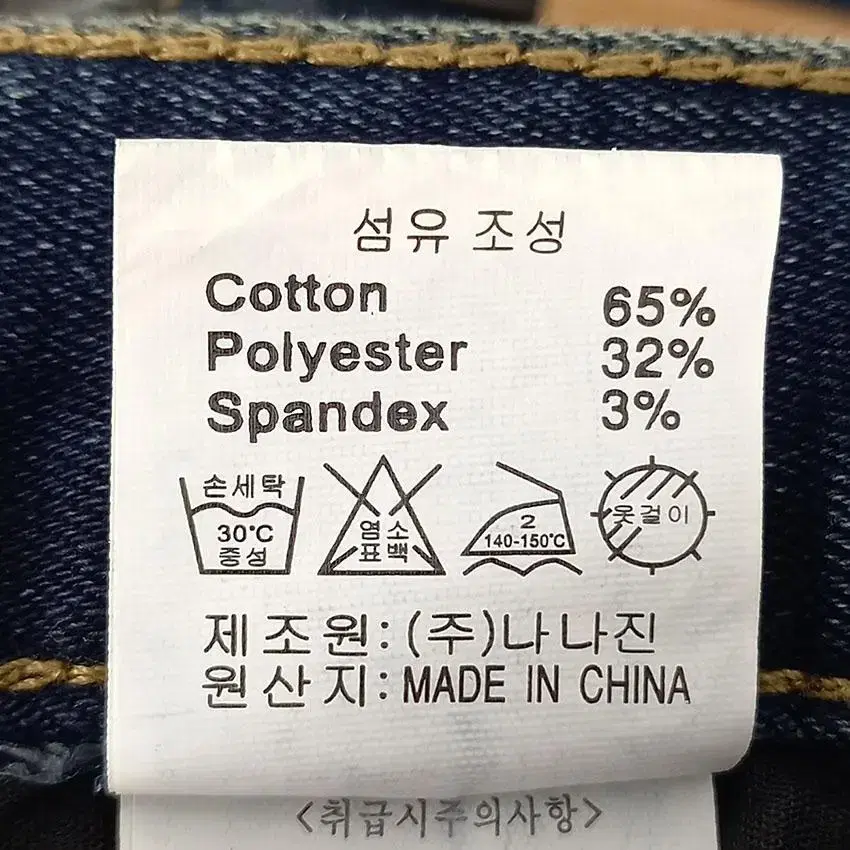 섬유 조성
Cotton 65%
Polyester 32%
Spandex 3%
손세탁
30℃
중성
염소
표백
2
140-150℃
옷걸이
제조원: (주)나나진
원산지: MADE IN CHINA
<취급시주의사항>